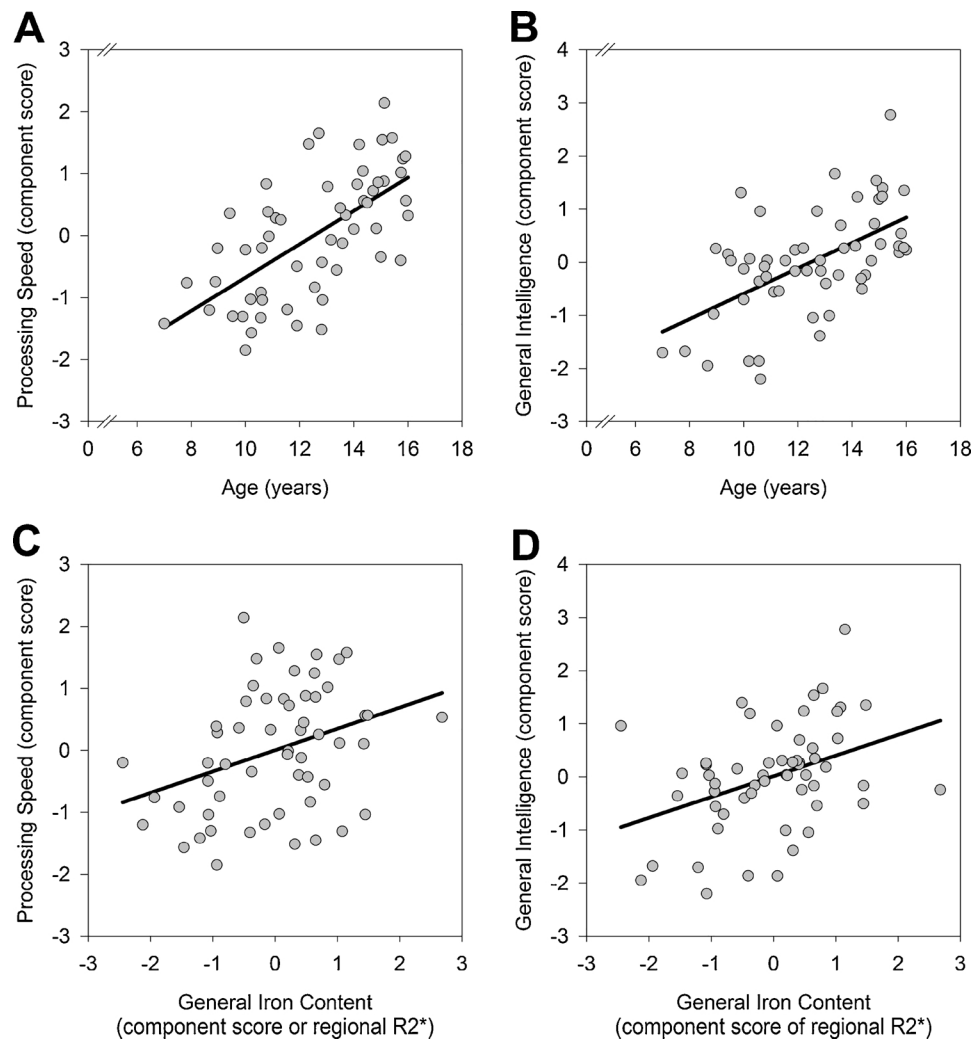 A
Processing Speed (component score)
3
2
1
0
-1
-2
-3
0 8 10 12 14 16 18
Age (years)
B
General Intelligence (component score)
4
3
2
1
0
-1
-2
-3
0 6 8 10 12 14 16 18
Age (years)
C
Processing Speed (component score)
3
2
1
0
-1
-2
-3
-3 -2 -1 0 1 2 3
General Iron Content
(component score or regional R2*)
D
General Intelligence (component score)
4
3
2
1
0
-1
-2
-3
-3 -2 -1 0 1 2 3
General Iron Content
(component score of regional R2*)